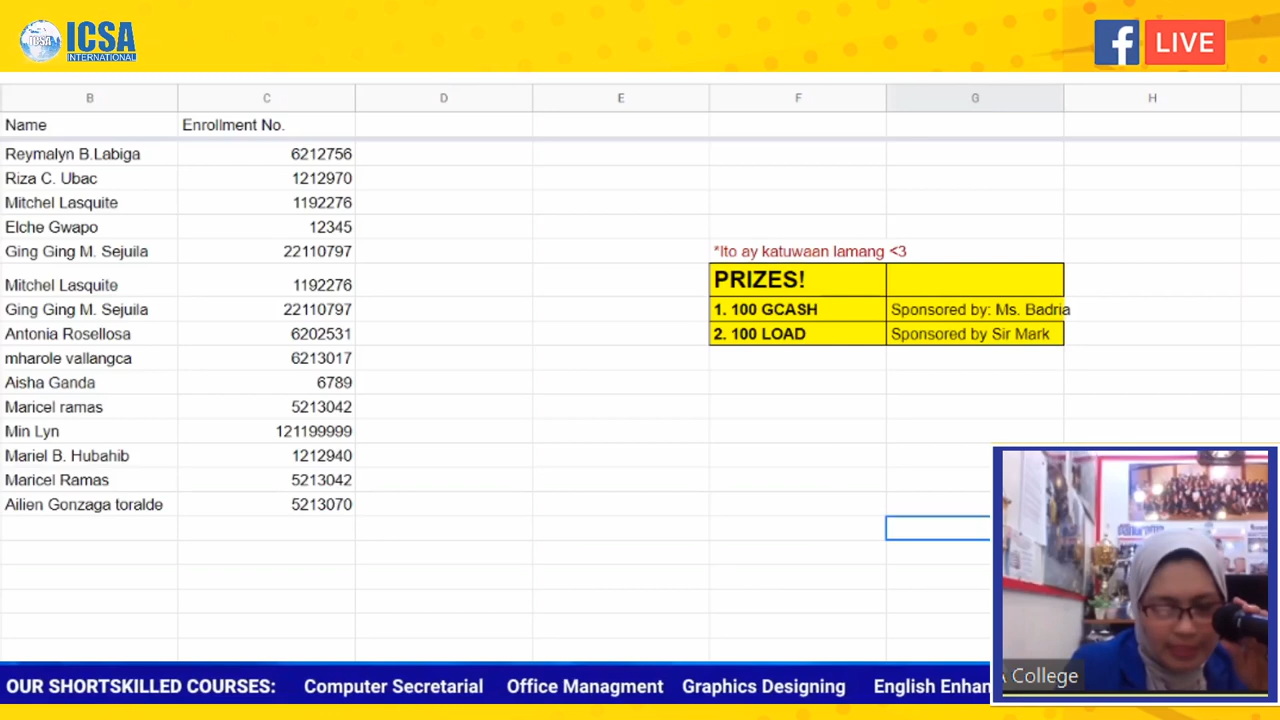 ICSA
INTERNATIONAL
f LIVE
B C D E F G H
Name Enrollment No.
Reymalyn B.Labiga 6212756
Riza C. Ubac 1212970
Mitchel Lasquite 1192276
Elche Gwapo 12345
Ging Ging M. Sejuila 22110797
*Ito ay katuwaan lamang <3
PRIZES!
Mitchel Lasquite 1192276
Ging Ging M. Sejuila 22110797
1. 100 GCASH Sponsored by: Ms. Badria
Antonia Rosellosa 6202531
2. 100 LOAD Sponsored by Sir Mark
mharole vallangca 6213017
Aisha Ganda 6789
Maricel ramas 5213042
Min Lyn 121199999
Mariel B. Hubahib 1212940
Maricel Ramas 5213042
Ailien Gonzaga toralde 5213070
College
OUR SHORTSKILLED COURSES: Computer Secretarial Office Managment Graphics Designing English Enhan